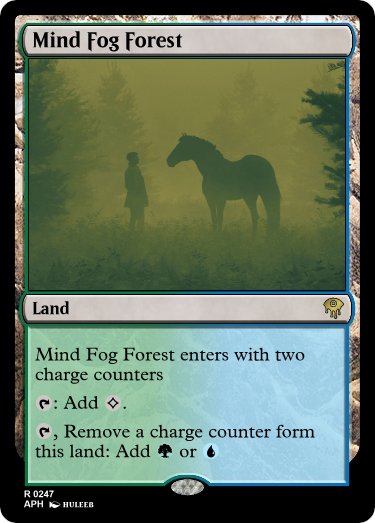 Mind Fog Forest
Land
Mind Fog Forest enters with two
charge counters
: Add .
, Remove a charge counter form
this land: Add or
R 0247
APH HULEEB